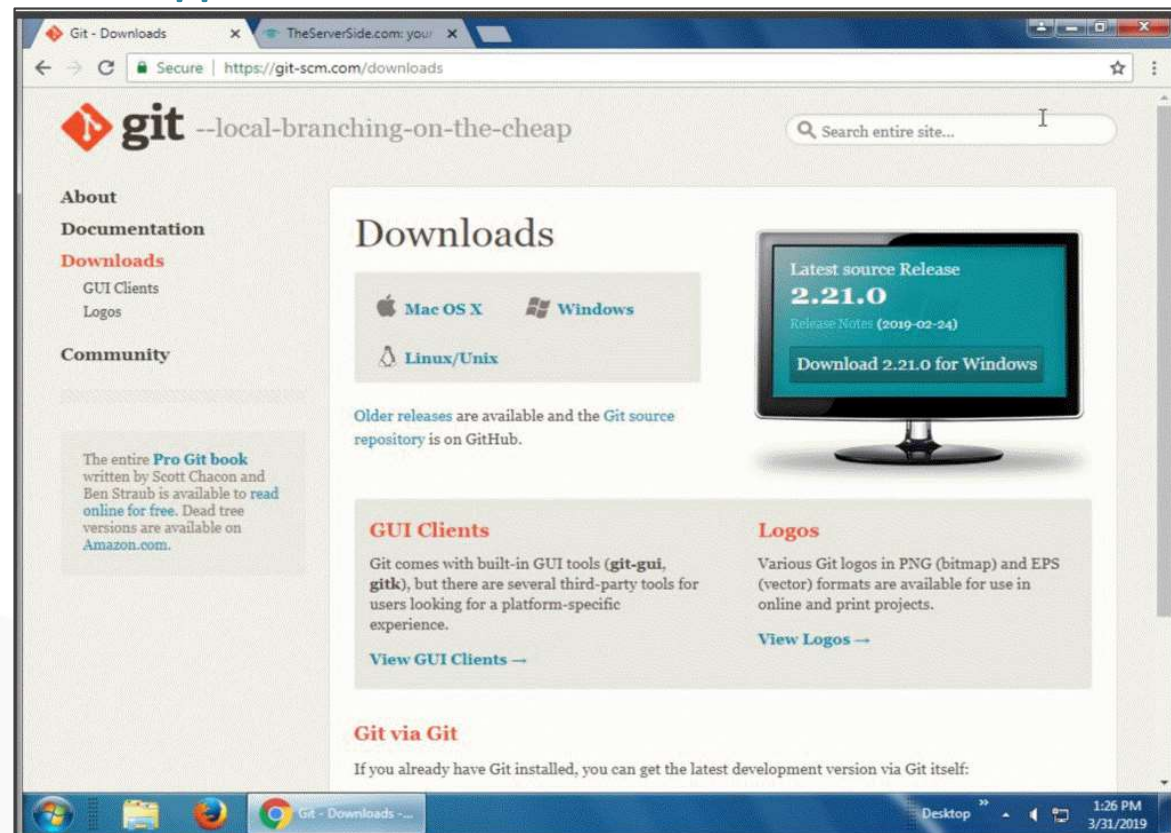 Git - Downloads
TheServerSide.com: your
Secure | https://git-scm.com/downloads
git --local-branching-on-the-cheap
Search entire site...
About
Documentation
Downloads
GUI Clients
Logos
Community
The entire Pro Git book
written by Scott Chacon and
Ben Straub is available to read
online for free. Dead tree
versions are available on
Amazon.com.
Downloads
Mac OS X
Windows
Linux/Unix
Older releases are available and the Git source
repository is on GitHub.
Latest source Release
2.21.0
Release Notes (2019-02-24)
Download 2.21.0 for Windows
GUI Clients
Git comes with built-in GUI tools (git-gui,
gitk), but there are several third-party tools for
users looking for a platform-specific
experience.
View GUI Clients →
Logos
Various Git logos in PNG (bitmap) and EPS
(vector) formats are available for use in
online and print projects.
View Logos →
Git via Git
If you already have Git installed, you can get the latest development version via Git itself:
Git - Downloads -...
Desktop
1:26 PM
3/31/2019